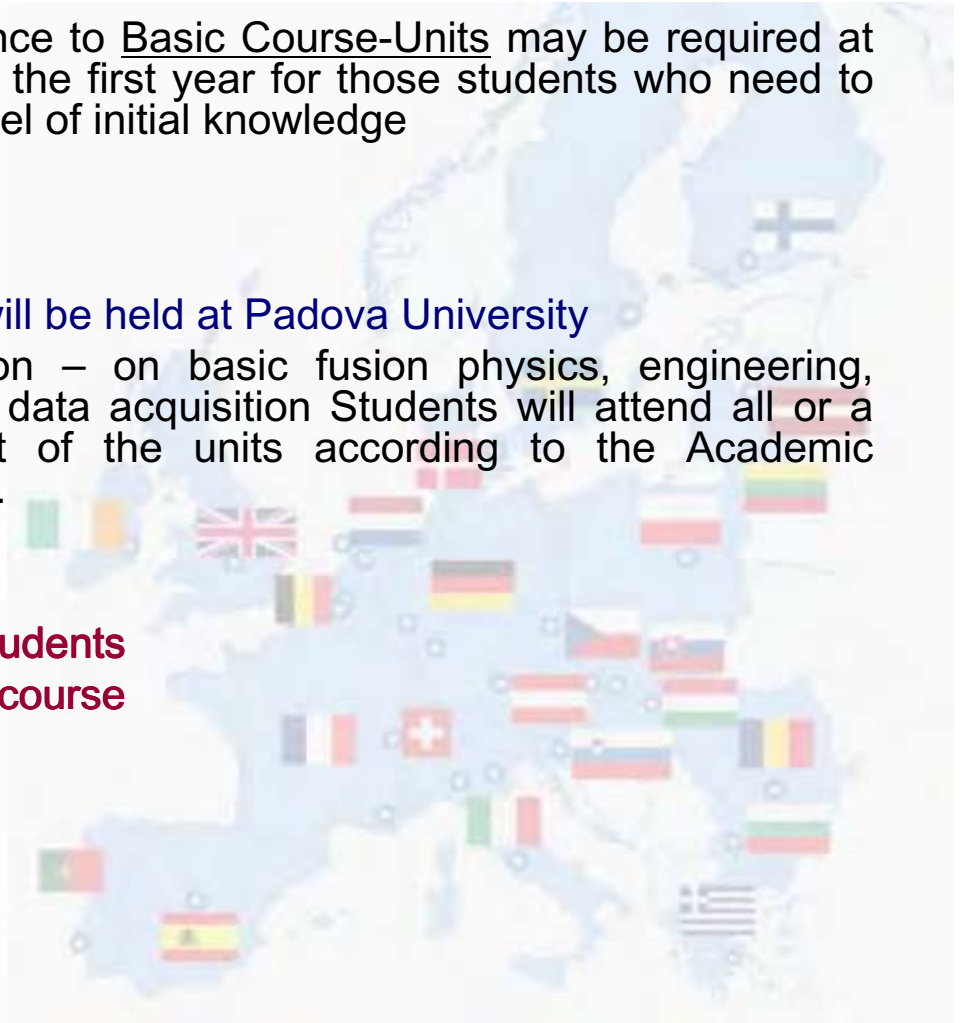 nce to Basic Course-Units may be required at
the first year for those students who need to
el of initial knowledge
vill be held at Padova University
on – on basic fusion physics, engineering,
data acquisition Students will attend all or a
t of the units according to the Academic
.
udents
course